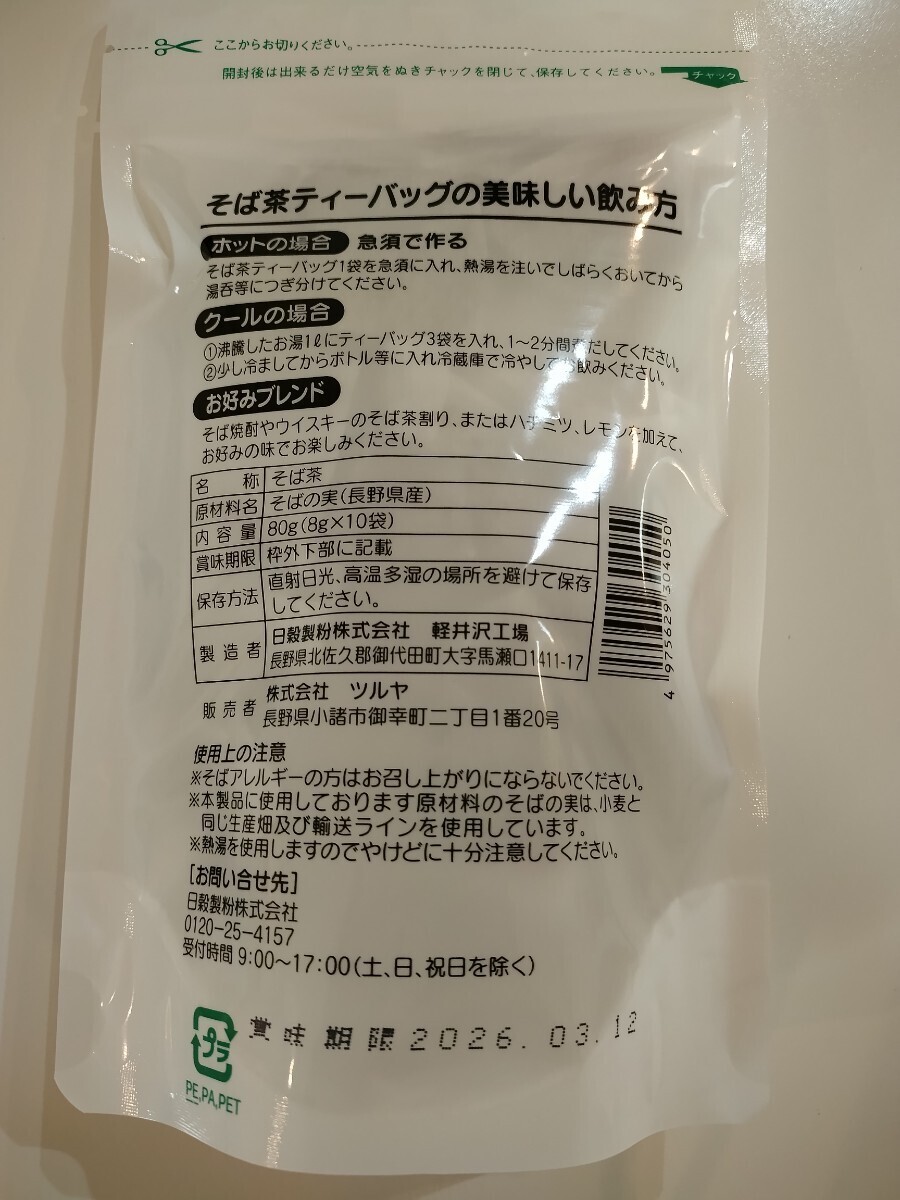 ここからお切りください。
開封後は出来るだけ空気をぬきチャックを閉じて、保存してください。 チャック
そば茶ティーバッグの美味しい飲み方
ホットの場合 急須で作る
そば茶ティーバッグ1袋を急須に入れ、熱湯を注いでしばらくおいてから
湯呑等につぎ分けてください。
クールの場合
①沸騰したお湯1ℓにティーバッグ3袋を入れ、1〜2分間煮だしてください。
②少し冷ましてからボトル等に入れ冷蔵庫で冷やしてお飲みください。
お好みブレンド
そば焼酎やウイスキーのそば茶割り、またはハチミツ、レモンを加えて、
お好みの味でお楽しみください。
名称 そば茶
原材料名 そばの実(長野県産)
内容量 80g(8g×10袋)
賞味期限 枠外下部に記載
保存方法 直射日光、高温多湿の場所を避けて保存
してください。
製造者 日穀製粉株式会社 軽井沢工場
長野県北佐久郡御代田町大字馬瀬口1411-17
4 975629 304050
販売者 株式会社 ツルヤ
長野県小諸市御幸町二丁目1番20号
使用上の注意
※そばアレルギーの方はお召し上がりにならないでください。
※本製品に使用しております原材料のそばの実は、小麦と
同じ生産畑及び輸送ラインを使用しています。
※熱湯を使用しますのでやけどに十分注意してください。
[お問い合せ先]
日穀製粉株式会社
0120-25-4157
受付時間 9:00〜17:00(土、日、祝日を除く)
プラ
賞味期限 2026.03.12
PE,PA,PET